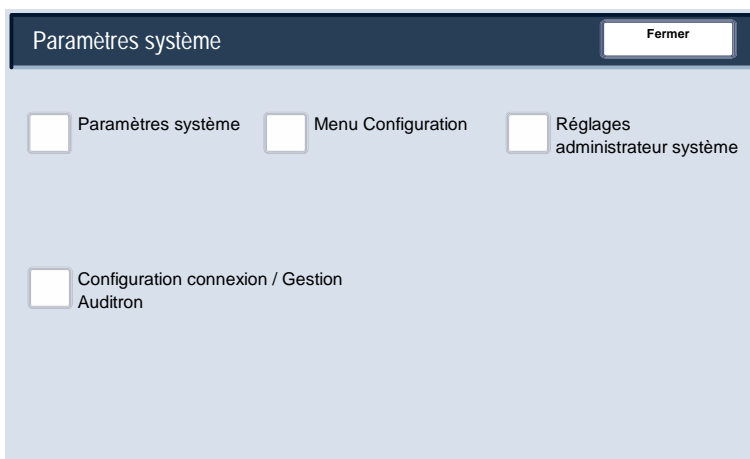 Paramètres système
Fermer
Paramètres système
Menu Configuration
Réglages
administrateur système
Configuration connexion / Gestion
Auditron